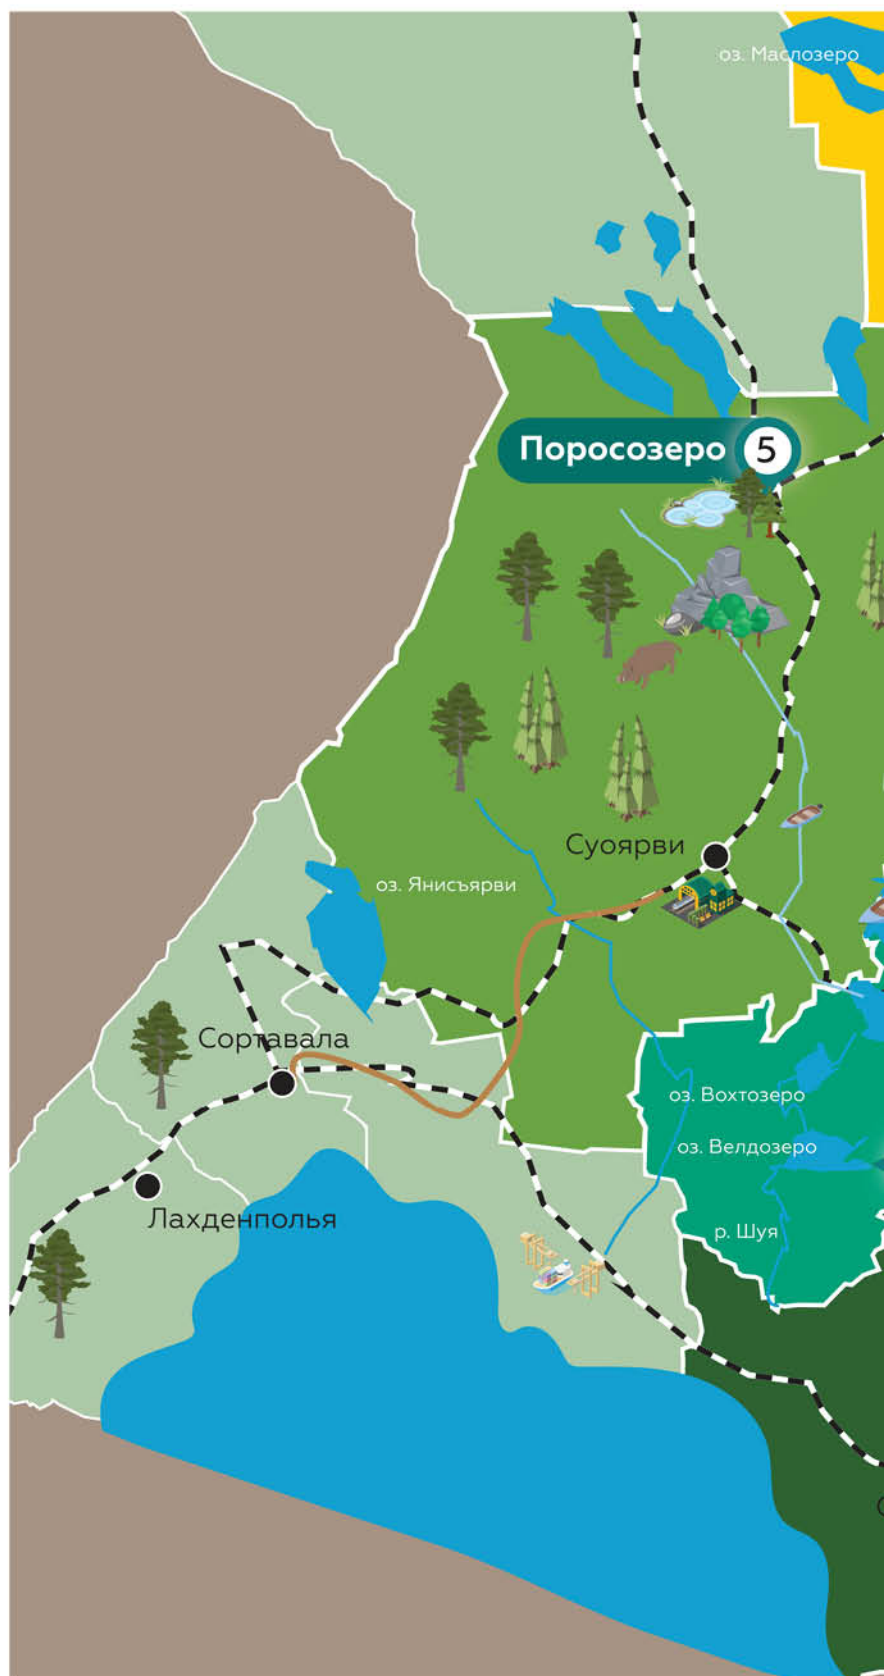 оз. Маслозеро
Поросозеро 5
Суоярви
оз. Янисъярви
Сортавала
оз. Вохтозеро
оз. Велдозеро
Лахденполья
р. Шуя